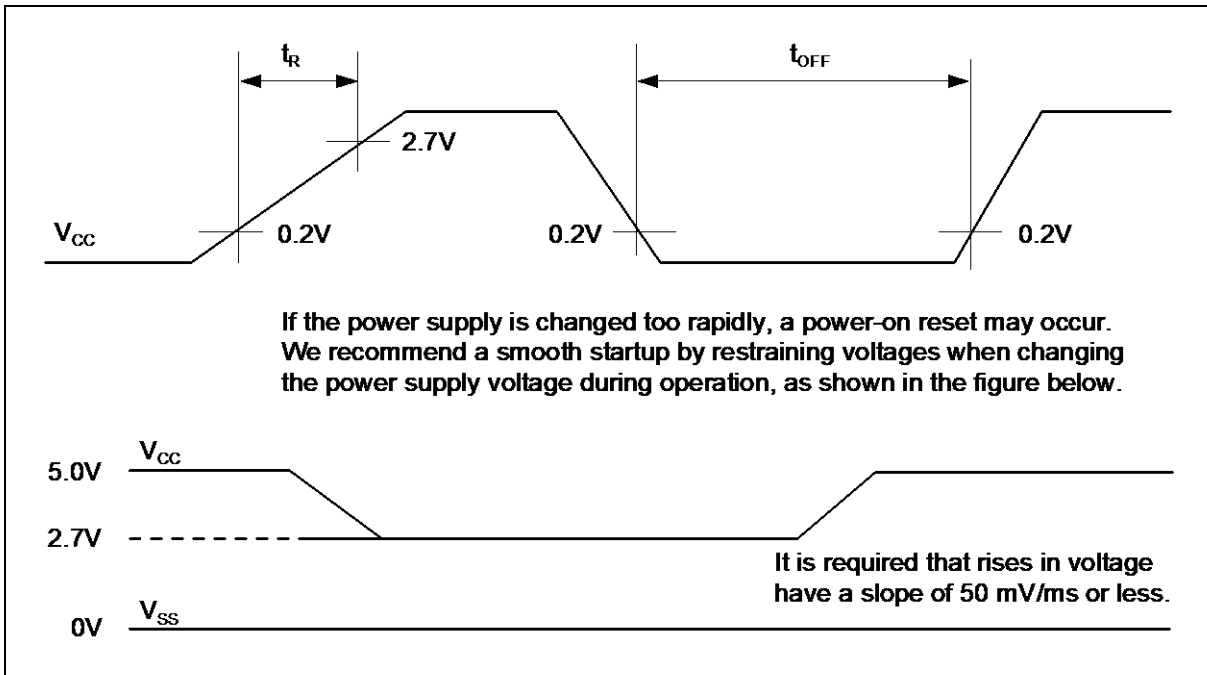 tR
tOFF
2.7V
VCC
0.2V
0.2V
0.2V
If the power supply is changed too rapidly, a power-on reset may occur.
We recommend a smooth startup by restraining voltages when changing
the power supply voltage during operation, as shown in the figure below.
VCC
5.0V
2.7V
It is required that rises in voltage
have a slope of 50 mV/ms or less.
VSS
0V